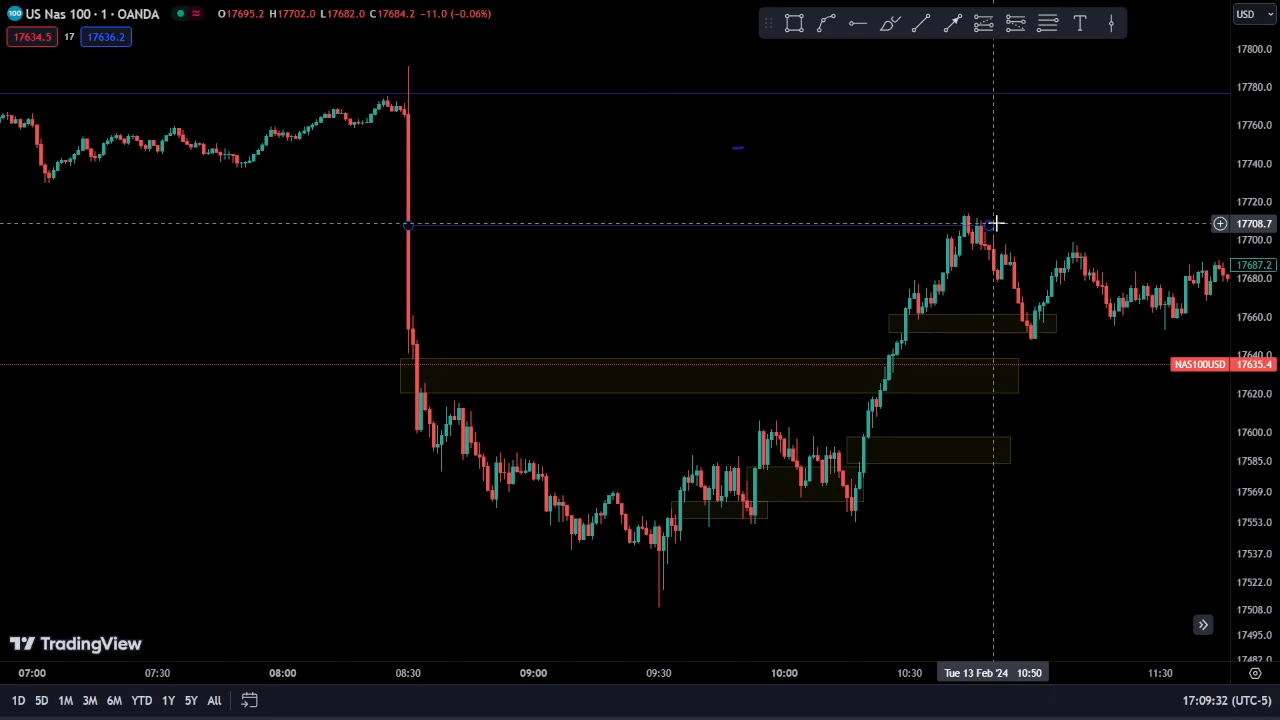 100 US Nas 100 · 1 · OANDA O17695.2 H17702.0 L17682.0 C17684.2 -11.0 (-0.06%)
USD
17634.5 17 17636.2
T
17800.0
17780.0
17760.0
17740.0
17720.0
17708.7
17700.0
17687.2
17680.0
17660.0
17640.0
NAS100USD 17635.4
17620.0
17600.0
17585.0
17569.0
17553.0
17537.0
17522.0
17508.0
17495.0
17482.0
TradingView
07:00 07:30 08:00 08:30 09:00 09:30 10:00 10:30 Tue 13 Feb '24 10:50 11:30
1D 5D 1M 3M 6M YTD 1Y 5Y All 17:09:32 (UTC-5)